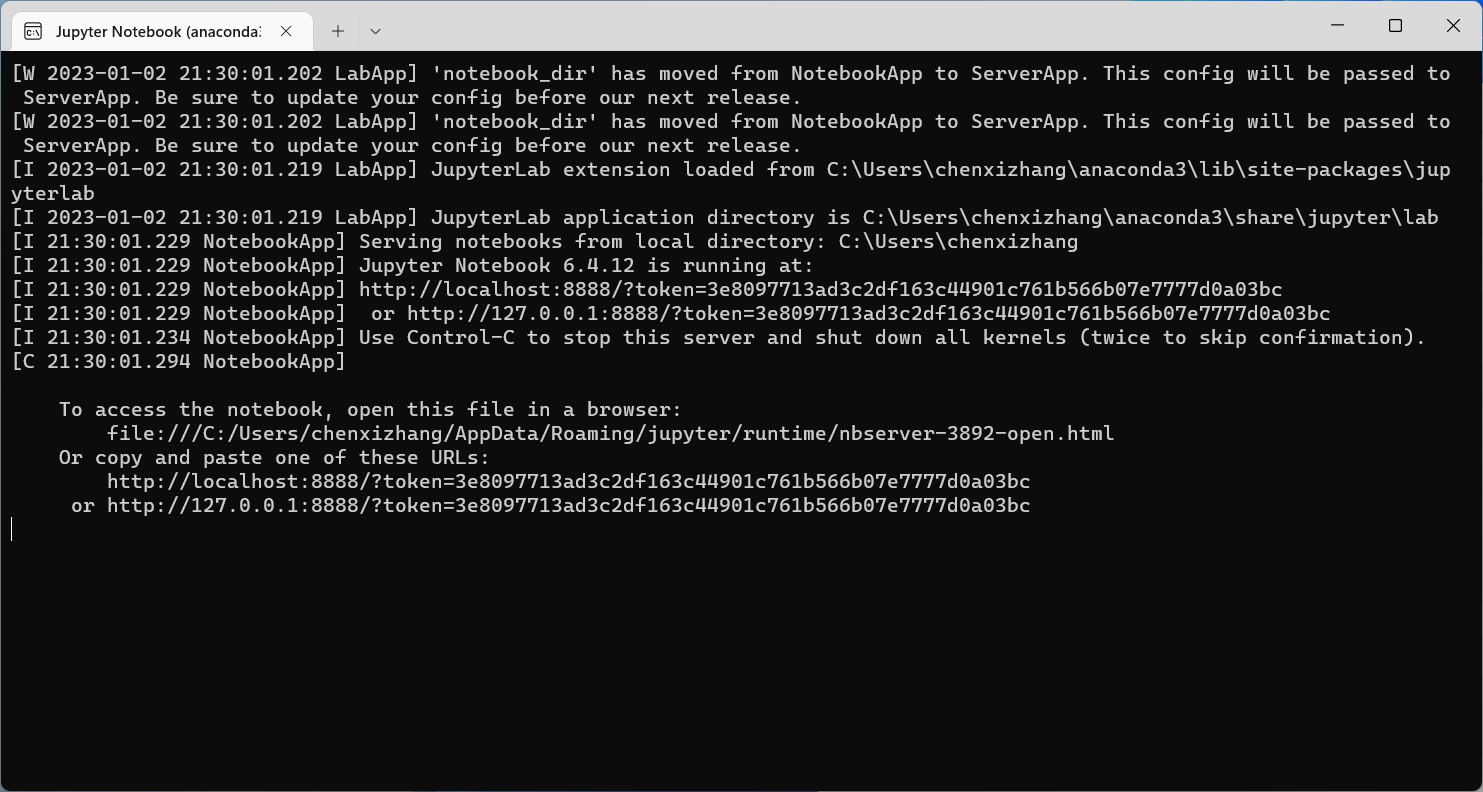 Jupyter Notebook (anaconda3
[W 2023-01-02 21:30:01.202 LabApp] 'notebook_dir' has moved from NotebookApp to ServerApp. This config will be passed to
 ServerApp. Be sure to update your config before our next release.
[W 2023-01-02 21:30:01.202 LabApp] 'notebook_dir' has moved from NotebookApp to ServerApp. This config will be passed to
 ServerApp. Be sure to update your config before our next release.
[I 2023-01-02 21:30:01.219 LabApp] JupyterLab extension loaded from C:\Users\chenxizhang\anaconda3\lib\site-packages\jup
yterlab
[I 2023-01-02 21:30:01.219 LabApp] JupyterLab application directory is C:\Users\chenxizhang\anaconda3\share\jupyter\lab
[I 21:30:01.229 NotebookApp] Serving notebooks from local directory: C:\Users\chenxizhang
[I 21:30:01.229 NotebookApp] Jupyter Notebook 6.4.12 is running at:
[I 21:30:01.229 NotebookApp] http://localhost:8888/?token=3e8097713ad3c2df163c44901c761b566b07e7777d0a03bc
[I 21:30:01.229 NotebookApp]  or http://127.0.0.1:8888/?token=3e8097713ad3c2df163c44901c761b566b07e7777d0a03bc
[I 21:30:01.234 NotebookApp] Use Control-C to stop this server and shut down all kernels (twice to skip confirmation).
[C 21:30:01.294 NotebookApp]
    To access the notebook, open this file in a browser:
        file:///C:/Users/chenxizhang/AppData/Roaming/jupyter/runtime/nbserver-3892-open.html
    Or copy and paste one of these URLs:
        http://localhost:8888/?token=3e8097713ad3c2df163c44901c761b566b07e7777d0a03bc
     or http://127.0.0.1:8888/?token=3e8097713ad3c2df163c44901c761b566b07e7777d0a03bc